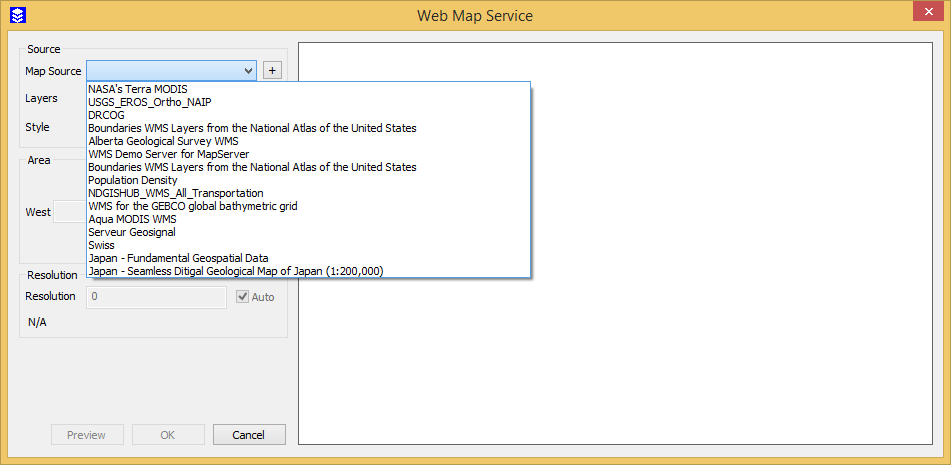 Web Map Service
Source
Map Source
+
NASA's Terra MODIS
USGS_EROS_Ortho_NAIP
DRCOG
Boundaries WMS Layers from the National Atlas of the United States
Alberta Geological Survey WMS
WMS Demo Server for MapServer
Boundaries WMS Layers from the National Atlas of the United States
Population Density
NDGISHUB_WMS_All_Transportation
WMS for the GEBCO global bathymetric grid
Aqua MODIS WMS
Serveur Geosignal
Swiss
Japan - Fundamental Geospatial Data
Japan - Seamless Ditigal Geological Map of Japan (1:200,000)
Layers
Style
Area
West
Resolution
Resolution 0 Auto
N/A
Preview OK Cancel